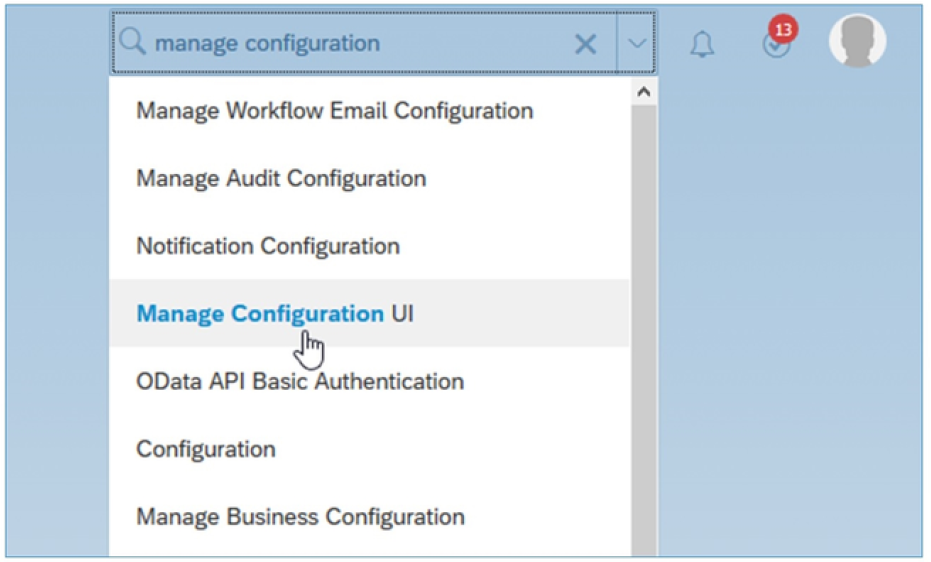 manage configuration
13
Manage Workflow Email Configuration
Manage Audit Configuration
Notification Configuration
Manage Configuration UI
OData API Basic Authentication
Configuration
Manage Business Configuration